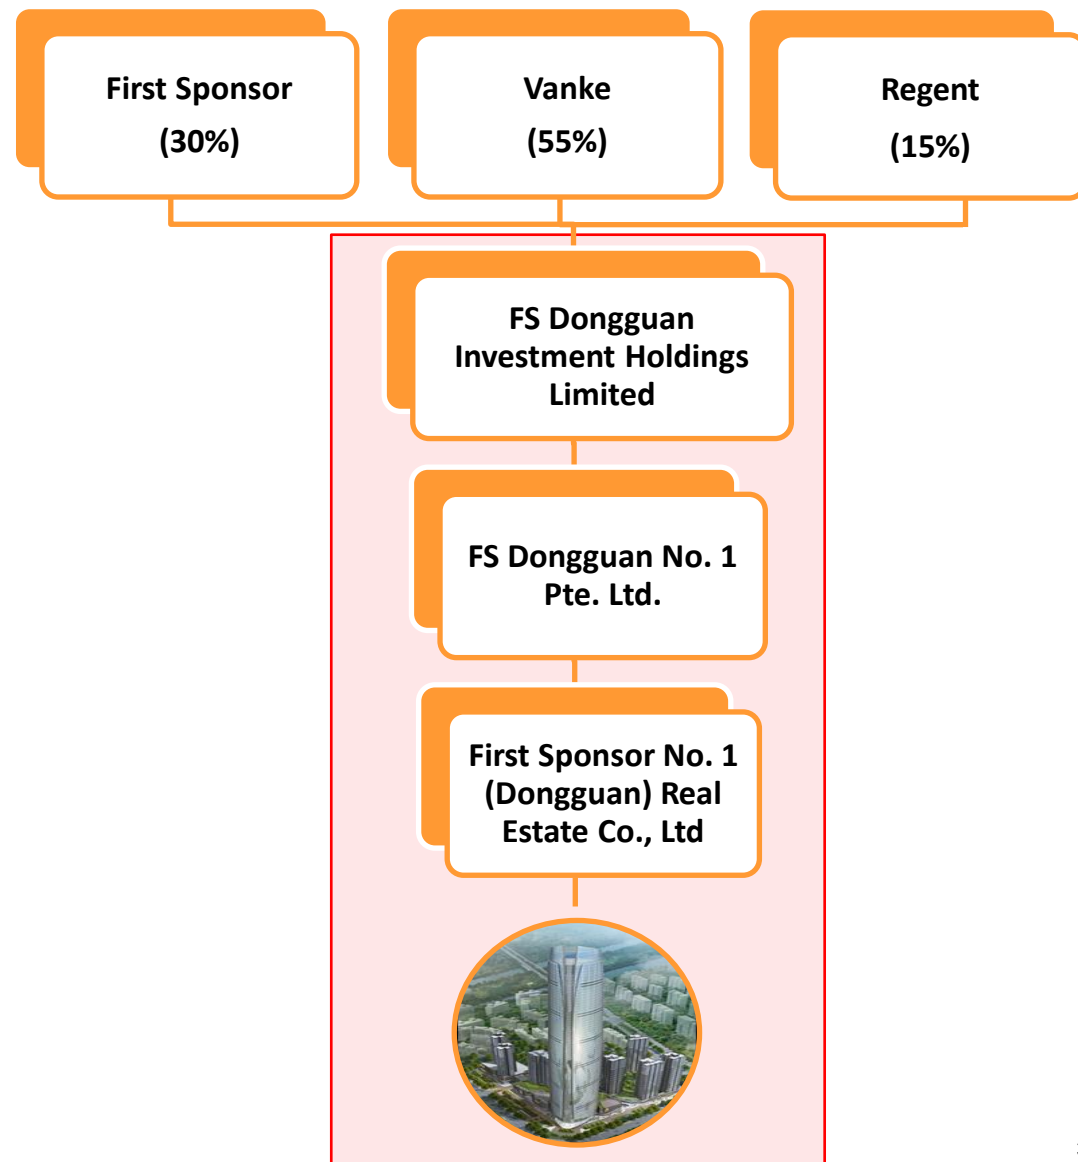 First Sponsor
(30%)
Vanke
(55%)
Regent
(15%)
FS Dongguan
Investment Holdings
Limited
FS Dongguan No. 1
Pte. Ltd.
First Sponsor No. 1
(Dongguan) Real
Estate Co., Ltd